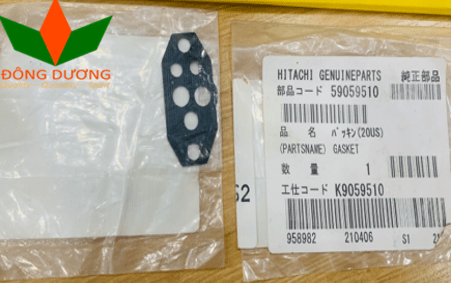 ĐÔNG DƯƠNG
HITACHI GENUINEPARTS 純正部品
部品コード 59059510
品 名 ﾊﾟｯｷﾝ(20US)
(PARTSNAME) GASKET
数 量 1
工仕コード K9059510
S2
958982 210406 S1